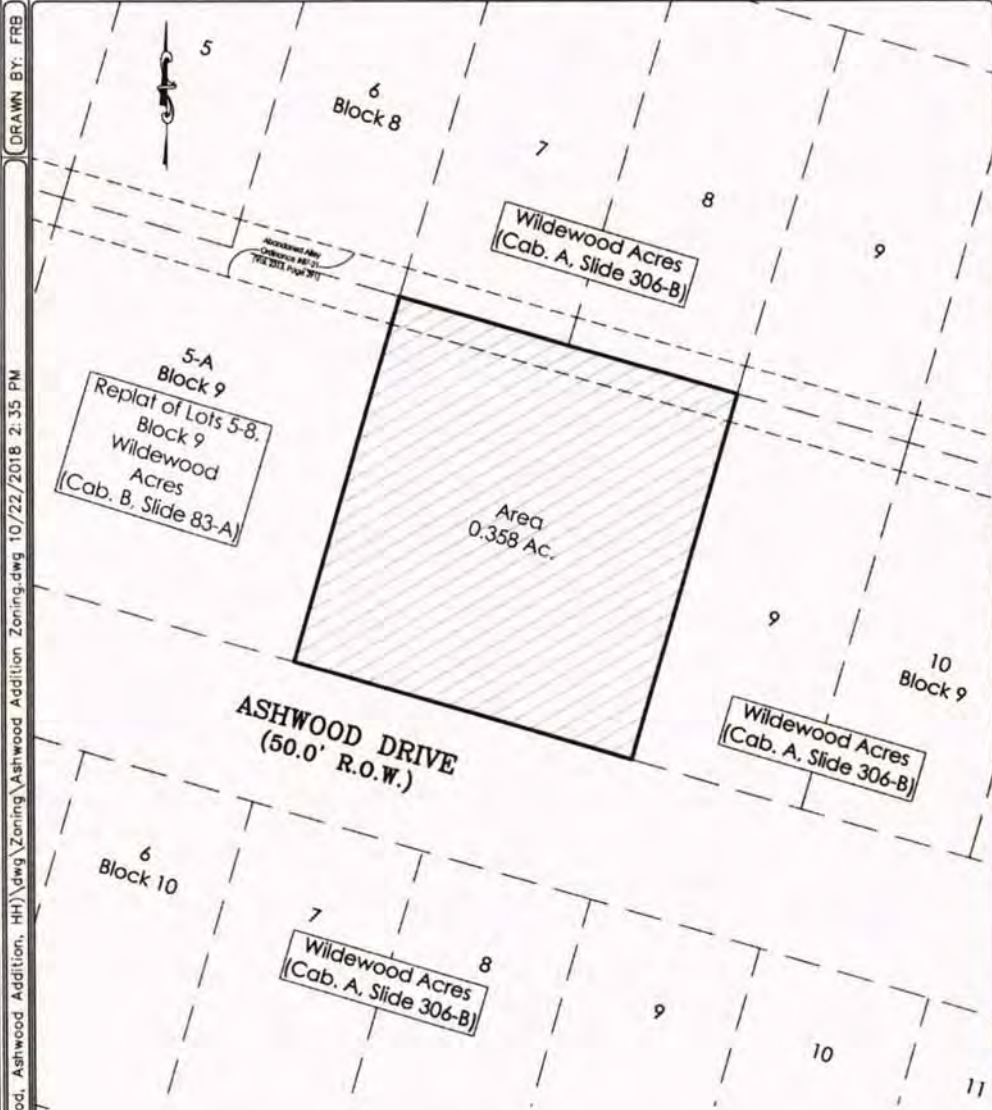 DRAWN BY: FRB
od, Ashwood Addition, HH)\dwg\Zoning\Ashwood Addition Zoning.dwg 10/22/2018 2:35 PM
5
6
Block 8
7
8
9
Wildewood Acres
(Cab. A, Slide 306-B)
Abandoned Alley
5-A
Block 9
Replat of Lots 5-8,
Block 9
Wildewood
Acres
(Cab. B, Slide 83-A)
Area
0.358 Ac.
9
10
Block 9
Wildewood Acres
(Cab. A, Slide 306-B)
ASHWOOD DRIVE
(50.0' R.O.W.)
6
Block 10
7
8
Wildewood Acres
(Cab. A, Slide 306-B)
9
10
11